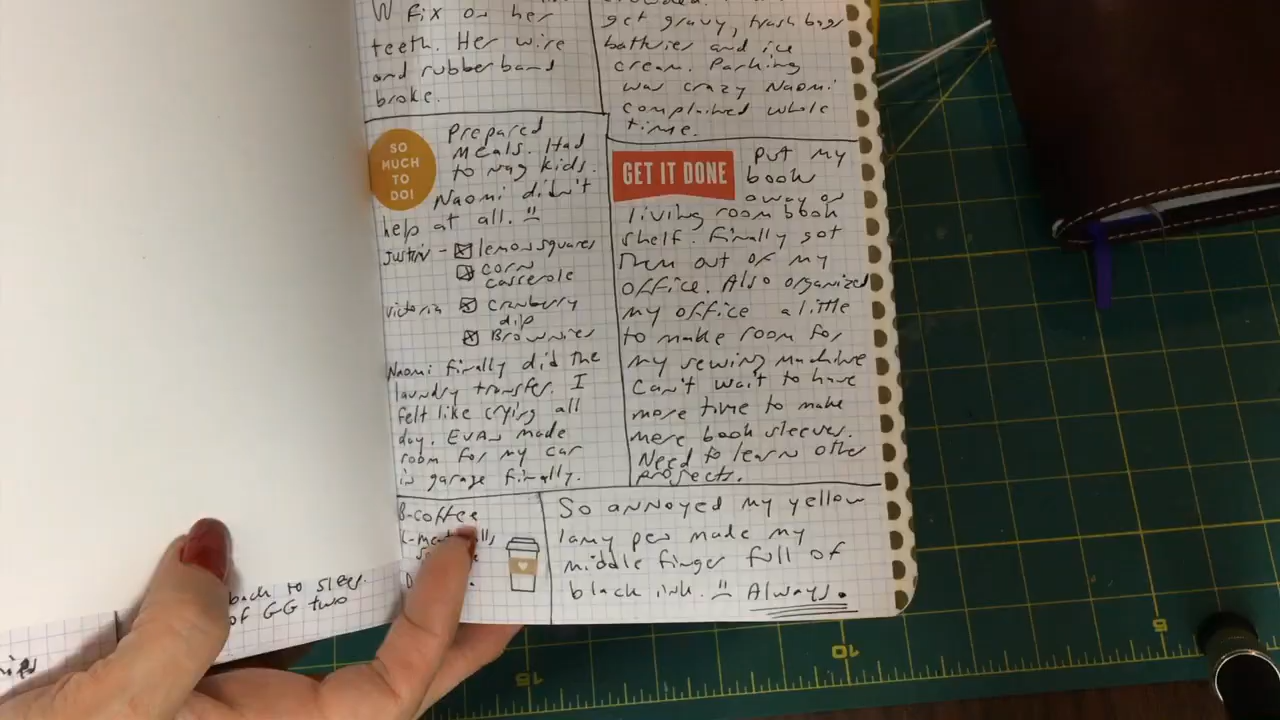 W fix on her
teeth. Her wire
and rubberband
broke.
get gravy, trash bags
batteries and ice
cream. Parking
was crazy Naomi
complained whole
time.
SO
MUCH
TO
DO!
Prepared
meals. Had
to nag kids.
Naomi didn't
help at all. :(
Justin - ☒ lemon squares
☒ corn
casserole
Victoria ☒ Cranberry
dip
☒ Brownies
Naomi finally did the
laundry transfer. I
felt like crying all
day. EVAN made
room for my car
in garage finally.
GET IT DONE
Put my
books
away on
living room book
shelf. Finally got
them out of my
office. Also organized
my office a little
to make room for
my sewing machine
Can't wait to have
more time to make
more book sleeves.
Need to learn other
projects.
B-coffee
So annoyed my yellow
lamy pen made my
middle finger full of
black ink. :( Always.
back to sleep.
of GG two